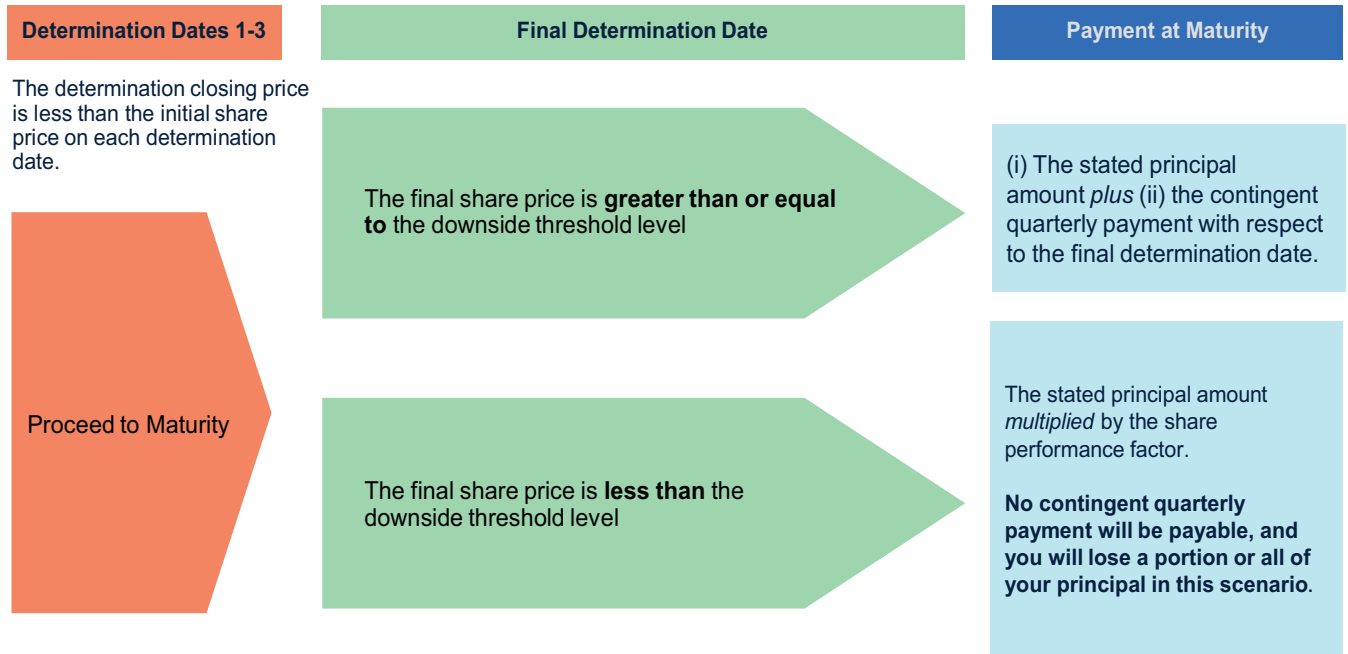 Determination Dates 1-3
Final Determination Date
Payment at Maturity
The determination closing price
is less than the initial share
price on each determination
date.
Proceed to Maturity
The final share price is greater than or equal
to the downside threshold level
(i) The stated principal
amount plus (ii) the contingent
quarterly payment with respect
to the final determination date.
The final share price is less than the
downside threshold level
The stated principal amount
multiplied by the share
performance factor.
No contingent quarterly
payment will be payable, and
you will lose a portion or all of
your principal in this scenario.